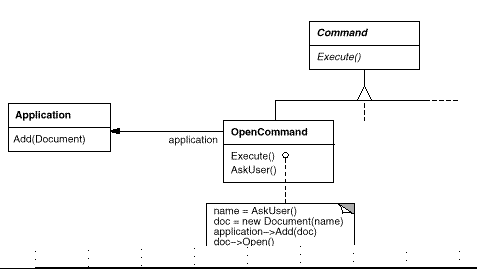 Command
Execute()
Application
Add(Document)
application
OpenCommand
Execute()
AskUser()
name = AskUser()
doc = new Document(name)
application->Add(doc)
doc->Open()